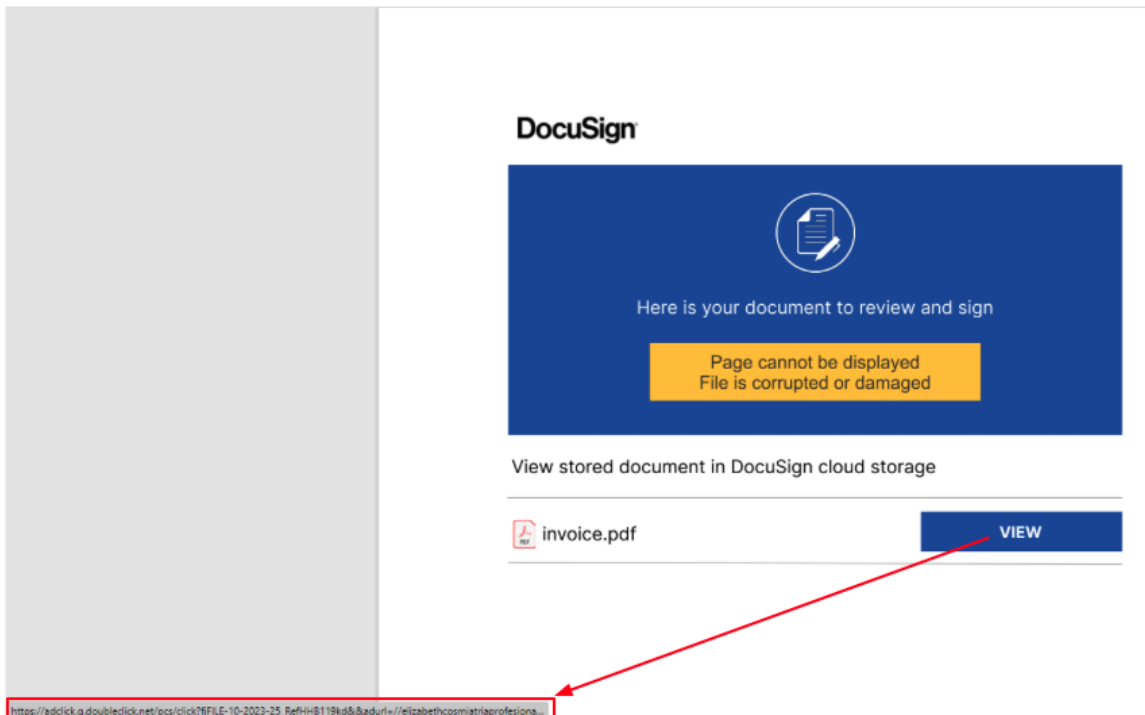 DocuSign
Here is your document to review and sign
Page cannot be displayed
File is corrupted or damaged
View stored document in DocuSign cloud storage
PDF
invoice.pdf
VIEW
https://adclick.g.doubleclick.net/pcs/click?fiFILE-10-2023-25_RefHHB119kd&&adurl=//elizabethcosmiatriaprofesiona...